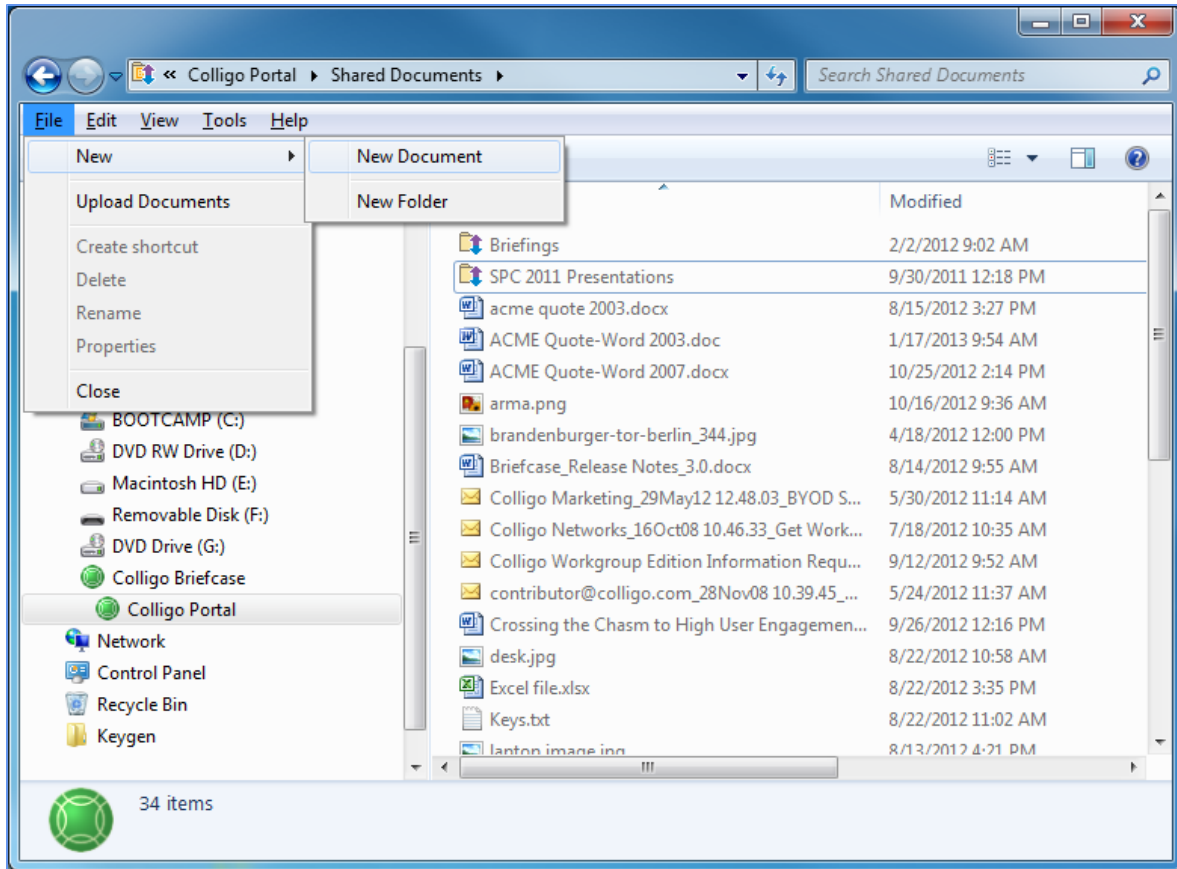 « Colligo Portal Shared Documents
Search Shared Documents
File Edit View Tools Help
New
New Document
Upload Documents
New Folder
Create shortcut
Delete
Rename
Properties
Close
BOOTCAMP (C:)
DVD RW Drive (D:)
Macintosh HD (E:)
Removable Disk (F:)
DVD Drive (G:)
Colligo Briefcase
Colligo Portal
Network
Control Panel
Recycle Bin
Keygen
Modified
Briefings 2/2/2012 9:02 AM
SPC 2011 Presentations 9/30/2011 12:18 PM
acme quote 2003.docx 8/15/2012 3:27 PM
ACME Quote-Word 2003.doc 1/17/2013 9:54 AM
ACME Quote-Word 2007.docx 10/25/2012 2:14 PM
arma.png 10/16/2012 9:36 AM
brandenburger-tor-berlin_344.jpg 4/18/2012 12:00 PM
Briefcase_Release Notes_3.0.docx 8/14/2012 9:55 AM
Colligo Marketing_29May12 12.48.03_BYOD S... 5/30/2012 11:14 AM
Colligo Networks_16Oct08 10.46.33_Get Work... 7/18/2012 10:35 AM
Colligo Workgroup Edition Information Requ... 9/12/2012 9:52 AM
contributor@colligo.com_28Nov08 10.39.45_... 5/24/2012 11:37 AM
Crossing the Chasm to High User Engagemen... 9/26/2012 12:16 PM
desk.jpg 8/22/2012 10:58 AM
Excel file.xlsx 8/22/2012 3:35 PM
Keys.txt 8/22/2012 11:02 AM
laptop image.jpg 8/13/2012 4:21 PM
34 items